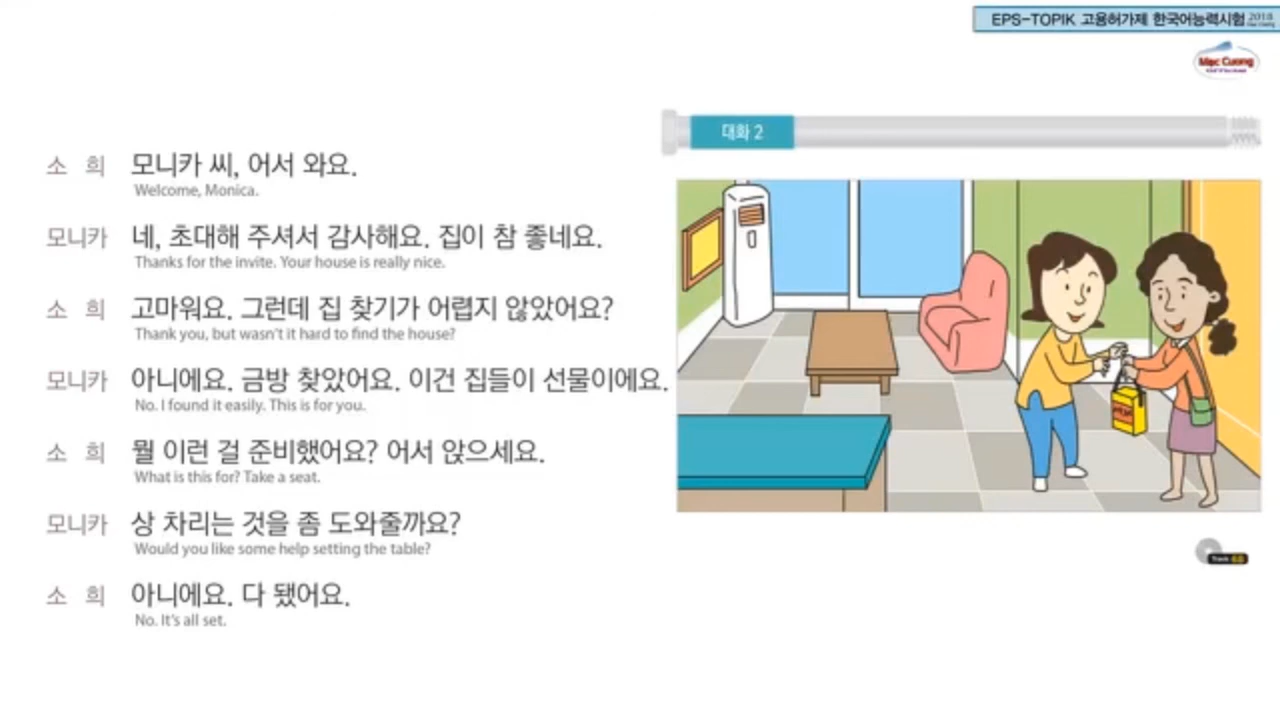 EPS-TOPIK 고용허가제 한국어능력시험 2018
Mạc Cường
대화 2
소 희 모니카 씨, 어서 와요.
Welcome, Monica.
모니카 네, 초대해 주셔서 감사해요. 집이 참 좋네요.
Thanks for the invite. Your house is really nice.
소 희 고마워요. 그런데 집 찾기가 어렵지 않았어요?
Thank you, but wasn't it hard to find the house?
모니카 아니에요. 금방 찾았어요. 이건 집들이 선물이에요.
No. I found it easily. This is for you.
소 희 뭘 이런 걸 준비했어요? 어서 앉으세요.
What is this for? Take a seat.
모니카 상 차리는 것을 좀 도와줄까요?
Would you like some help setting the table?
소 희 아니에요. 다 됐어요.
No. It's all set.
Track 68